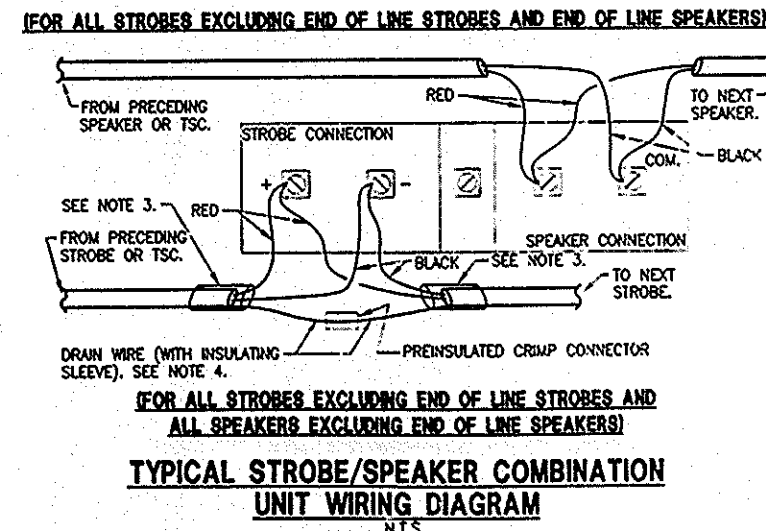 (FOR ALL STROBES EXCLUDING END OF LINE STROBES AND END OF LINE SPEAKERS)
FROM PRECEDING
SPEAKER OR TSC.
RED
TO NEXT
SPEAKER.
STROBE CONNECTION
COM.
BLACK
+
-
SEE NOTE 3.
RED
FROM PRECEDING
STROBE OR TSC.
SPEAKER CONNECTION
BLACK
SEE NOTE 3.
TO NEXT
STROBE.
DRAIN WIRE (WITH INSULATING
SLEEVE). SEE NOTE 4.
PREINSULATED CRIMP CONNECTOR
(FOR ALL STROBES EXCLUDING END OF LINE STROBES AND
ALL SPEAKERS EXCLUDING END OF LINE SPEAKERS)
TYPICAL STROBE/SPEAKER COMBINATION
UNIT WIRING DIAGRAM
NTS